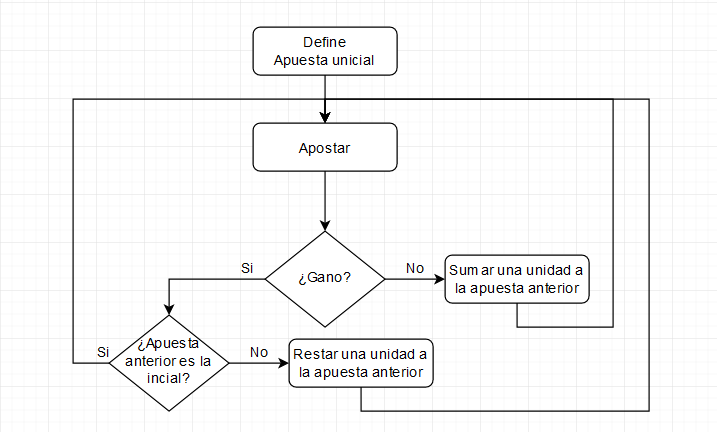 Define
Apuesta unicial
Apostar
¿Gano?
Si
No
Sumar una unidad a
la apuesta anterior
¿Apuesta
anterior es la
incial?
Si
No
Restar una unidad a
la apuesta anterior